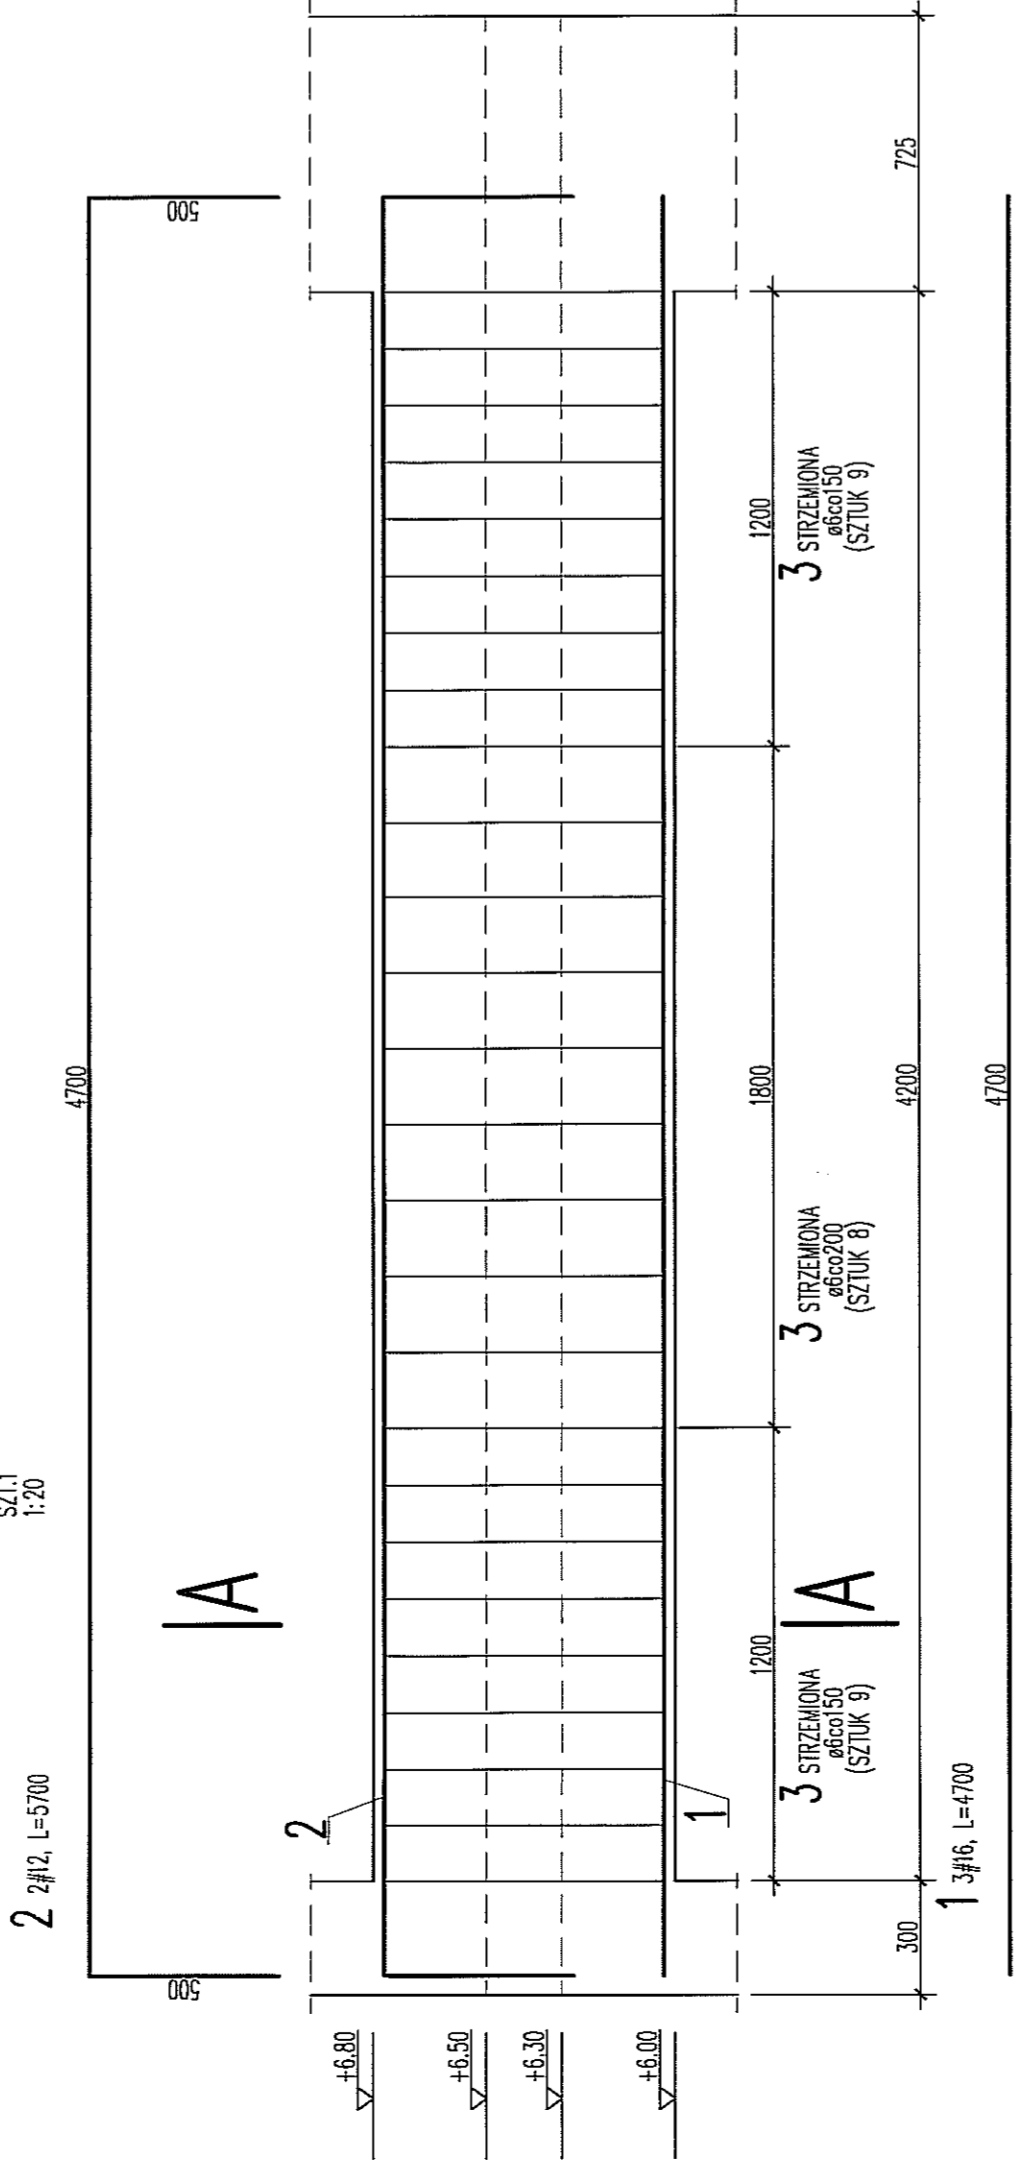 SZT.1
1:20
2 2#12, L=5700
4700
500
500
A
A
+6.80
+6.50
+6.30
+6.00
2
1
1200
1800
1200
3 STRZEMIONA
ø6co150
(SZTUK 9)
3 STRZEMIONA
ø6co200
(SZTUK 8)
3 STRZEMIONA
ø6co150
(SZTUK 9)
300
4200
725
1 3#16, L=4700
4700